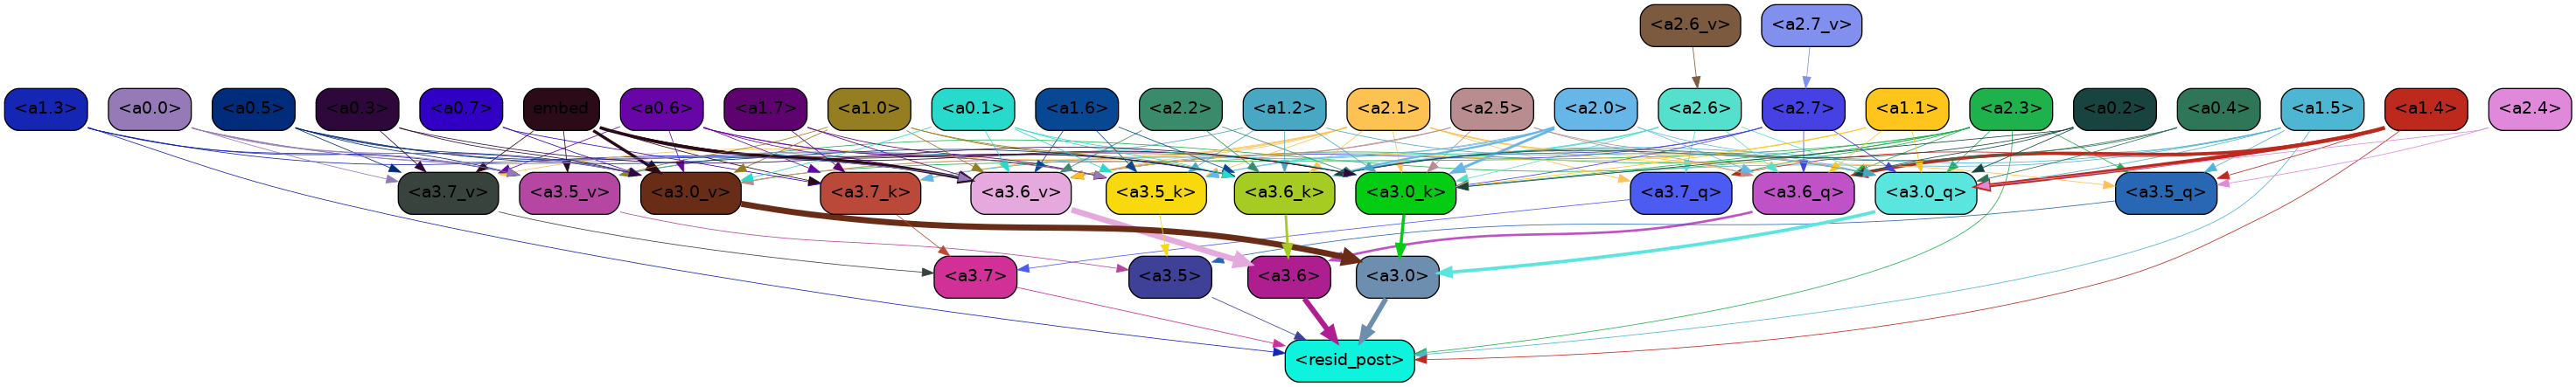 <a2.6_v> <a2.7_v>
<a1.3> <a0.0> <a0.5> <a0.3> <a0.7> embed <a0.6> <a1.7> <a1.0> <a0.1> <a1.6> <a2.2> <a1.2> <a2.1> <a2.5> <a2.0> <a2.6> <a2.7> <a1.1> <a2.3> <a0.2> <a0.4> <a1.5> <a1.4> <a2.4>
<a3.7_v> <a3.5_v> <a3.0_v> <a3.7_k> <a3.6_v> <a3.5_k> <a3.6_k> <a3.0_k> <a3.7_q> <a3.6_q> <a3.0_q> <a3.5_q>
<a3.7> <a3.5> <a3.6> <a3.0>
<resid_post>